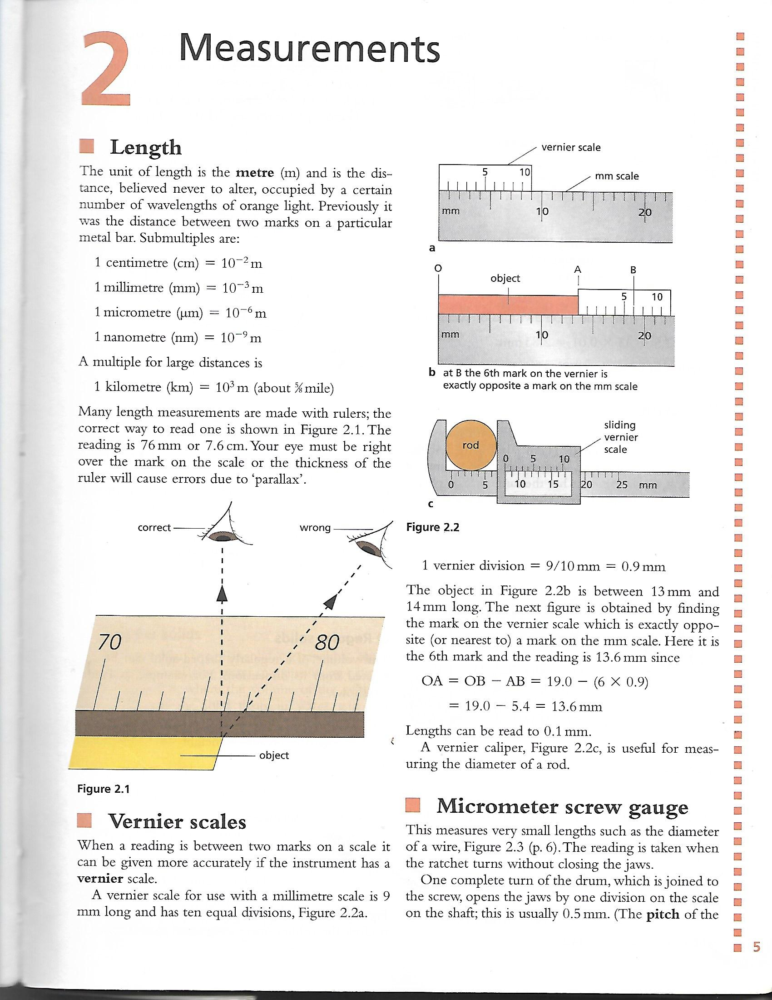 2
Measurements
Length
The unit of length is the metre (m) and is the dis-
tance, believed never to alter, occupied by a certain
number of wavelengths of orange light. Previously it
was the distance between two marks on a particular
metal bar. Submultiples are:
1 centimetre (cm) = 10⁻² m
1 millimetre (mm) = 10⁻³ m
1 micrometre (μm) = 10⁻⁶ m
1 nanometre (nm) = 10⁻⁹ m
A multiple for large distances is
1 kilometre (km) = 10³ m (about ⅝ mile)
Many length measurements are made with rulers; the
correct way to read one is shown in Figure 2.1. The
reading is 76 mm or 7.6 cm. Your eye must be right
over the mark on the scale or the thickness of the
ruler will cause errors due to ‘parallax’.
correct
wrong
70
80
object
Figure 2.1
Vernier scales
When a reading is between two marks on a scale it
can be given more accurately if the instrument has a
vernier scale.
A vernier scale for use with a millimetre scale is 9
mm long and has ten equal divisions, Figure 2.2a.
vernier scale
5 10
mm scale
mm 10 20
a
O A B
object
5 10
mm 10 20
b at B the 6th mark on the vernier is
exactly opposite a mark on the mm scale
sliding
vernier
scale
rod
0 5 10
0 5 10 15 20 25 mm
c
Figure 2.2
1 vernier division = 9/10 mm = 0.9 mm
The object in Figure 2.2b is between 13 mm and
14 mm long. The next figure is obtained by finding
the mark on the vernier scale which is exactly oppo-
site (or nearest to) a mark on the mm scale. Here it is
the 6th mark and the reading is 13.6 mm since
OA = OB − AB = 19.0 − (6 × 0.9)
= 19.0 − 5.4 = 13.6 mm
Lengths can be read to 0.1 mm.
A vernier caliper, Figure 2.2c, is useful for meas-
uring the diameter of a rod.
Micrometer screw gauge
This measures very small lengths such as the diameter
of a wire, Figure 2.3 (p. 6). The reading is taken when
the ratchet turns without closing the jaws.
One complete turn of the drum, which is joined to
the screw, opens the jaws by one division on the scale
on the shaft; this is usually 0.5 mm. (The pitch of the
5